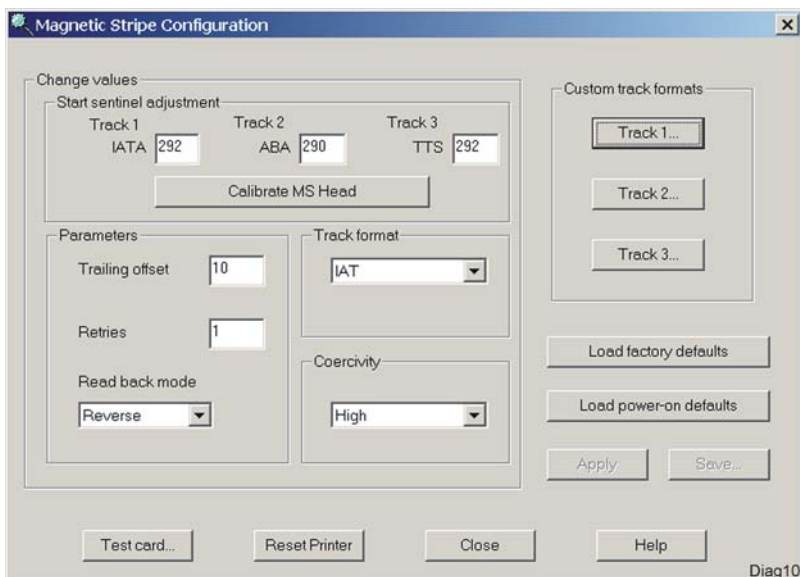 Magnetic Stripe Configuration
Change values
Start sentinel adjustment
Track 1 Track 2 Track 3
IATA 292 ABA 290 TTS 292
Calibrate MS Head
Parameters
Trailing offset 10
Retries 1
Read back mode
Reverse
Track format
IAT
Coercivity
High
Custom track formats
Track 1...
Track 2...
Track 3...
Load factory defaults
Load power-on defaults
Apply Save...
Test card... Reset Printer Close Help
Diag10